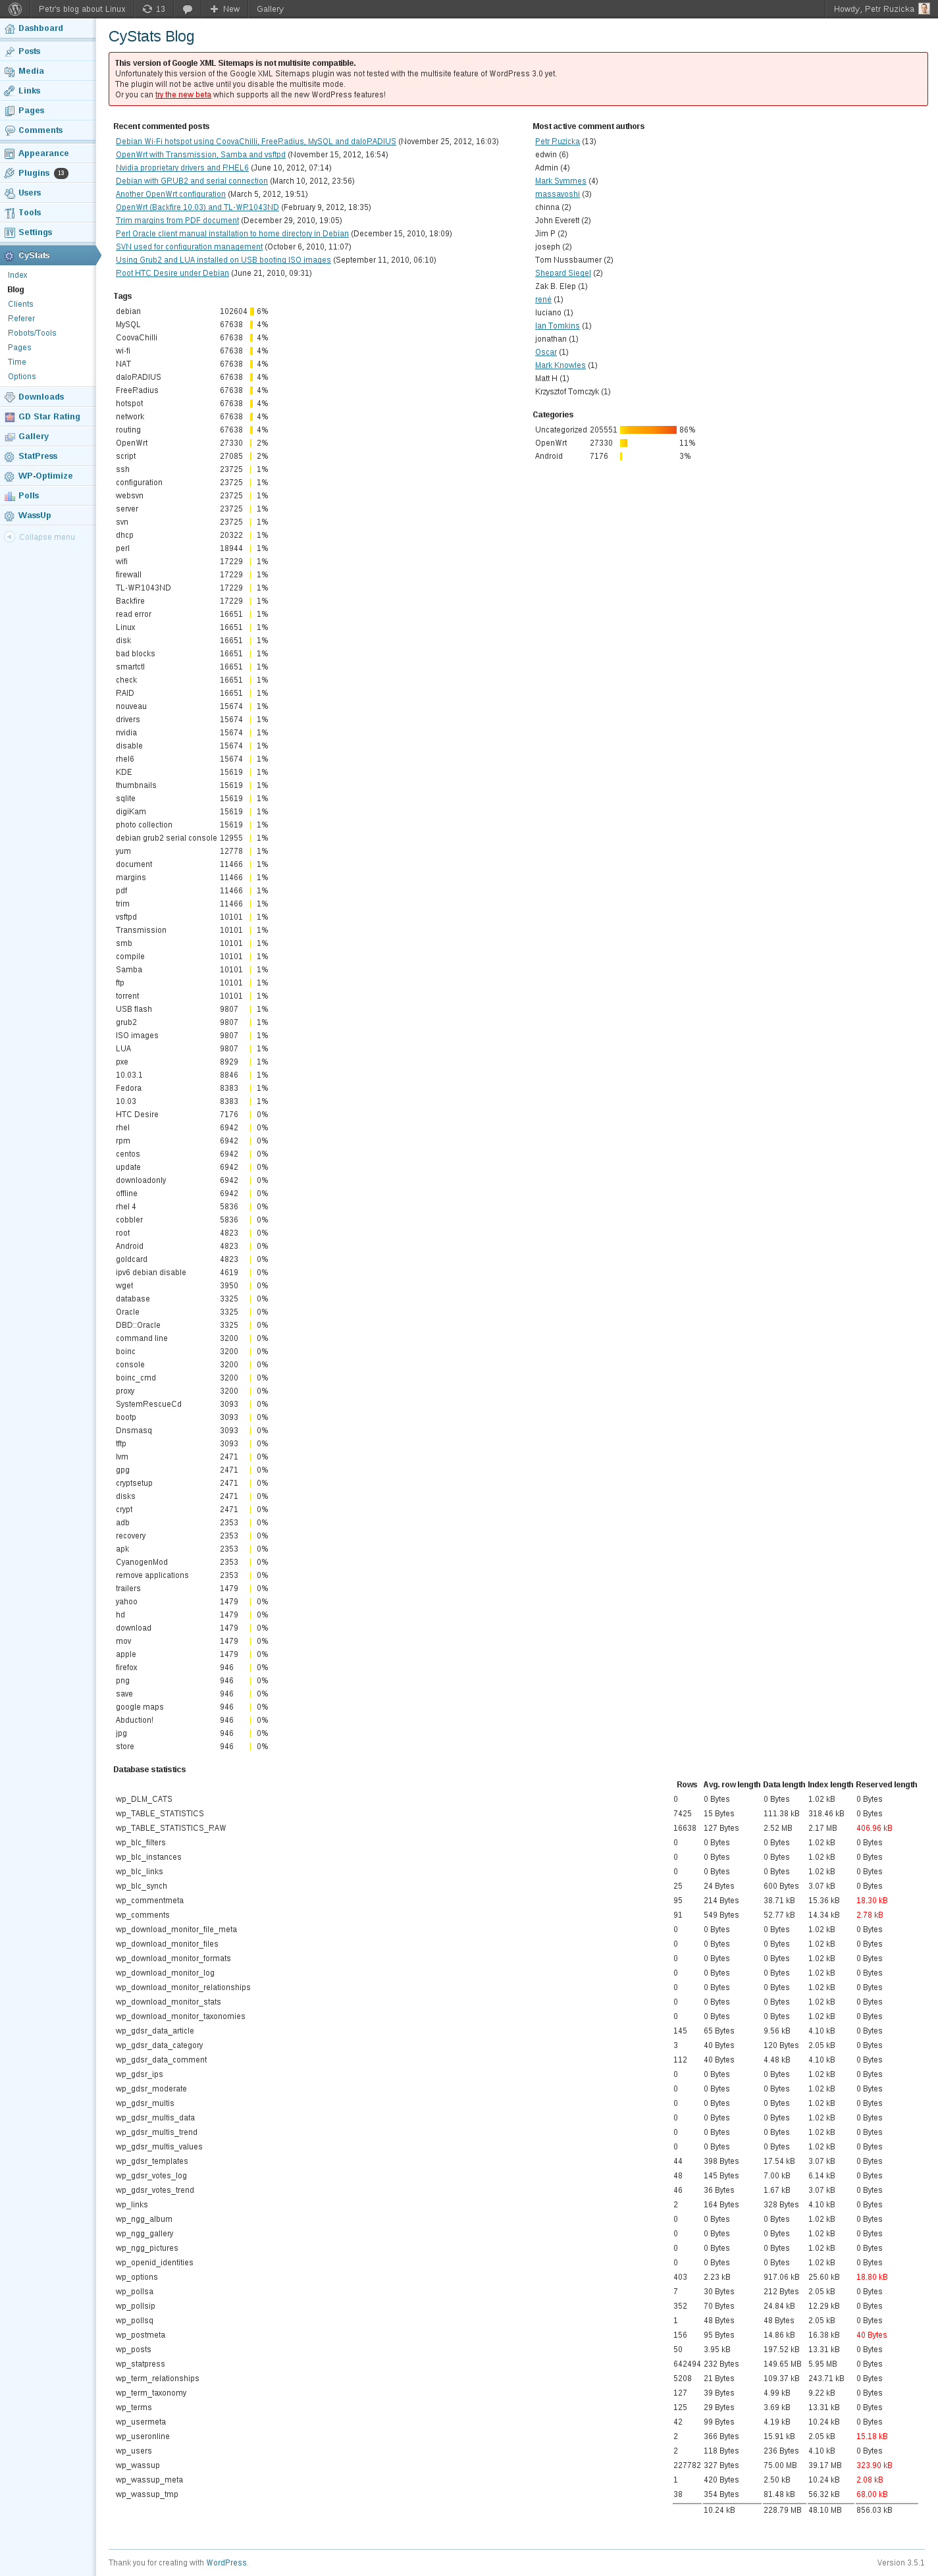 Petr's blog about Linux 13 New Gallery Howdy, Petr Ruzicka
Dashboard
Posts
Media
Links
Pages
Comments
Appearance
Plugins 13
Users
Tools
Settings
CyStats
Index
Blog
Clients
Referer
Robots/Tools
Pages
Time
Options
Downloads
GD Star Rating
Gallery
StatPress
WP-Optimize
Polls
WassUp
Collapse menu
CyStats Blog
This version of Google XML Sitemaps is not multisite compatible.
Unfortunately this version of the Google XML Sitemaps plugin was not tested with the multisite feature of WordPress 3.0 yet.
The plugin will not be active until you disable the multisite mode.
Or you can try the new beta which supports all the new WordPress features!
Recent commented posts
Debian Wi-Fi hotspot using CoovaChilli, FreeRadius, MySQL and daloRADIUS (November 25, 2012, 16:03)
OpenWrt with Transmission, Samba and vsftpd (November 15, 2012, 16:54)
Nvidia proprietary drivers and RHEL6 (June 10, 2012, 07:14)
Debian with GRUB2 and serial connection (March 10, 2012, 23:56)
Another OpenWrt configuration (March 5, 2012, 19:51)
OpenWrt (Backfire 10.03) and TL-WR1043ND (February 9, 2012, 18:35)
Trim margins from PDF document (December 29, 2010, 19:05)
Perl Oracle client manual installation to home directory in Debian (December 15, 2010, 18:09)
SVN used for configuration management (October 6, 2010, 11:07)
Using Grub2 and LUA installed on USB booting ISO images (September 11, 2010, 06:10)
Root HTC Desire under Debian (June 21, 2010, 09:31)
Most active comment authors
Petr Ruzicka (13)
edwin (6)
Admin (4)
Mark Symmes (4)
massayoshi (3)
chinna (2)
John Everett (2)
Jim P (2)
joseph (2)
Tom Nussbaumer (2)
Shepard Siegel (2)
Zak B. Elep (1)
rené (1)
luciano (1)
Ian Tomkins (1)
jonathan (1)
Oscar (1)
Mark Knowles (1)
Matt H (1)
Krzysztof Tomczyk (1)
Categories
Uncategorized 205551 86%
OpenWrt 27330 11%
Android 7176 3%
Tags
debian 102604 6%
MySQL 67638 4%
CoovaChilli 67638 4%
wi-fi 67638 4%
NAT 67638 4%
daloRADIUS 67638 4%
FreeRadius 67638 4%
hotspot 67638 4%
network 67638 4%
routing 67638 4%
OpenWrt 27330 2%
script 27085 2%
ssh 23725 1%
configuration 23725 1%
websvn 23725 1%
server 23725 1%
svn 23725 1%
dhcp 20322 1%
perl 18944 1%
wifi 17229 1%
firewall 17229 1%
TL-WR1043ND 17229 1%
Backfire 17229 1%
read error 16651 1%
Linux 16651 1%
disk 16651 1%
bad blocks 16651 1%
smartctl 16651 1%
check 16651 1%
RAID 16651 1%
nouveau 15674 1%
drivers 15674 1%
nvidia 15674 1%
disable 15674 1%
rhel6 15674 1%
KDE 15619 1%
thumbnails 15619 1%
sqlite 15619 1%
digiKam 15619 1%
photo collection 15619 1%
debian grub2 serial console 12955 1%
yum 12778 1%
document 11466 1%
margins 11466 1%
pdf 11466 1%
trim 11466 1%
vsftpd 10101 1%
Transmission 10101 1%
smb 10101 1%
compile 10101 1%
Samba 10101 1%
ftp 10101 1%
torrent 10101 1%
USB flash 9807 1%
grub2 9807 1%
ISO images 9807 1%
LUA 9807 1%
pxe 8929 1%
10.03.1 8846 1%
Fedora 8383 1%
10.03 8383 1%
HTC Desire 7176 0%
rhel 6942 0%
rpm 6942 0%
centos 6942 0%
update 6942 0%
downloadonly 6942 0%
offline 6942 0%
rhel 4 5836 0%
cobbler 5836 0%
root 4823 0%
Android 4823 0%
goldcard 4823 0%
ipv6 debian disable 4619 0%
wget 3950 0%
database 3325 0%
Oracle 3325 0%
DBD::Oracle 3325 0%
command line 3200 0%
boinc 3200 0%
console 3200 0%
boinc_cmd 3200 0%
proxy 3200 0%
SystemRescueCd 3093 0%
bootp 3093 0%
Dnsmasq 3093 0%
tftp 3093 0%
lvm 2471 0%
gpg 2471 0%
cryptsetup 2471 0%
disks 2471 0%
crypt 2471 0%
adb 2353 0%
recovery 2353 0%
apk 2353 0%
CyanogenMod 2353 0%
remove applications 2353 0%
trailers 1479 0%
yahoo 1479 0%
hd 1479 0%
download 1479 0%
mov 1479 0%
apple 1479 0%
firefox 946 0%
png 946 0%
save 946 0%
google maps 946 0%
Abduction! 946 0%
jpg 946 0%
store 946 0%
Database statistics
Rows Avg. row length Data length Index length Reserved length
wp_DLM_CATS 0 0 Bytes 0 Bytes 1.02 kB 0 Bytes
wp_TABLE_STATISTICS 7425 15 Bytes 111.38 kB 318.46 kB 0 Bytes
wp_TABLE_STATISTICS_RAW 16638 127 Bytes 2.52 MB 2.17 MB 406.96 kB
wp_blc_filters 0 0 Bytes 0 Bytes 1.02 kB 0 Bytes
wp_blc_instances 0 0 Bytes 0 Bytes 1.02 kB 0 Bytes
wp_blc_links 0 0 Bytes 0 Bytes 1.02 kB 0 Bytes
wp_blc_synch 25 24 Bytes 600 Bytes 3.07 kB 0 Bytes
wp_commentmeta 95 214 Bytes 38.71 kB 15.36 kB 18.30 kB
wp_comments 91 549 Bytes 52.77 kB 14.34 kB 2.78 kB
wp_download_monitor_file_meta 0 0 Bytes 0 Bytes 1.02 kB 0 Bytes
wp_download_monitor_files 0 0 Bytes 0 Bytes 1.02 kB 0 Bytes
wp_download_monitor_formats 0 0 Bytes 0 Bytes 1.02 kB 0 Bytes
wp_download_monitor_log 0 0 Bytes 0 Bytes 1.02 kB 0 Bytes
wp_download_monitor_relationships 0 0 Bytes 0 Bytes 1.02 kB 0 Bytes
wp_download_monitor_stats 0 0 Bytes 0 Bytes 1.02 kB 0 Bytes
wp_download_monitor_taxonomies 0 0 Bytes 0 Bytes 1.02 kB 0 Bytes
wp_gdsr_data_article 145 65 Bytes 9.56 kB 4.10 kB 0 Bytes
wp_gdsr_data_category 3 40 Bytes 120 Bytes 2.05 kB 0 Bytes
wp_gdsr_data_comment 112 40 Bytes 4.48 kB 4.10 kB 0 Bytes
wp_gdsr_ips 0 0 Bytes 0 Bytes 1.02 kB 0 Bytes
wp_gdsr_moderate 0 0 Bytes 0 Bytes 1.02 kB 0 Bytes
wp_gdsr_multis 0 0 Bytes 0 Bytes 1.02 kB 0 Bytes
wp_gdsr_multis_data 0 0 Bytes 0 Bytes 1.02 kB 0 Bytes
wp_gdsr_multis_trend 0 0 Bytes 0 Bytes 1.02 kB 0 Bytes
wp_gdsr_multis_values 0 0 Bytes 0 Bytes 1.02 kB 0 Bytes
wp_gdsr_templates 44 398 Bytes 17.54 kB 3.07 kB 0 Bytes
wp_gdsr_votes_log 48 145 Bytes 7.00 kB 6.14 kB 0 Bytes
wp_gdsr_votes_trend 46 36 Bytes 1.67 kB 3.07 kB 0 Bytes
wp_links 2 164 Bytes 328 Bytes 4.10 kB 0 Bytes
wp_ngg_album 0 0 Bytes 0 Bytes 1.02 kB 0 Bytes
wp_ngg_gallery 0 0 Bytes 0 Bytes 1.02 kB 0 Bytes
wp_ngg_pictures 0 0 Bytes 0 Bytes 1.02 kB 0 Bytes
wp_openid_identities 0 0 Bytes 0 Bytes 1.02 kB 0 Bytes
wp_options 403 2.23 kB 917.06 kB 25.60 kB 18.80 kB
wp_pollsa 7 30 Bytes 212 Bytes 2.05 kB 0 Bytes
wp_pollsip 352 70 Bytes 24.84 kB 12.29 kB 0 Bytes
wp_pollsq 1 48 Bytes 48 Bytes 2.05 kB 0 Bytes
wp_postmeta 156 95 Bytes 14.86 kB 16.38 kB 40 Bytes
wp_posts 50 3.95 kB 197.52 kB 13.31 kB 0 Bytes
wp_statpress 642494 232 Bytes 149.65 MB 5.95 MB 0 Bytes
wp_term_relationships 5208 21 Bytes 109.37 kB 243.71 kB 0 Bytes
wp_term_taxonomy 127 39 Bytes 4.99 kB 9.22 kB 0 Bytes
wp_terms 125 29 Bytes 3.69 kB 13.31 kB 0 Bytes
wp_usermeta 42 99 Bytes 4.19 kB 10.24 kB 0 Bytes
wp_useronline 2 366 Bytes 15.91 kB 2.05 kB 15.18 kB
wp_users 2 118 Bytes 236 Bytes 4.10 kB 0 Bytes
wp_wassup 227782 327 Bytes 75.00 MB 39.17 MB 323.90 kB
wp_wassup_meta 1 420 Bytes 2.50 kB 10.24 kB 2.08 kB
wp_wassup_tmp 38 354 Bytes 81.48 kB 56.32 kB 68.00 kB
10.24 kB 228.79 MB 48.10 MB 856.03 kB
Thank you for creating with WordPress. Version 3.5.1